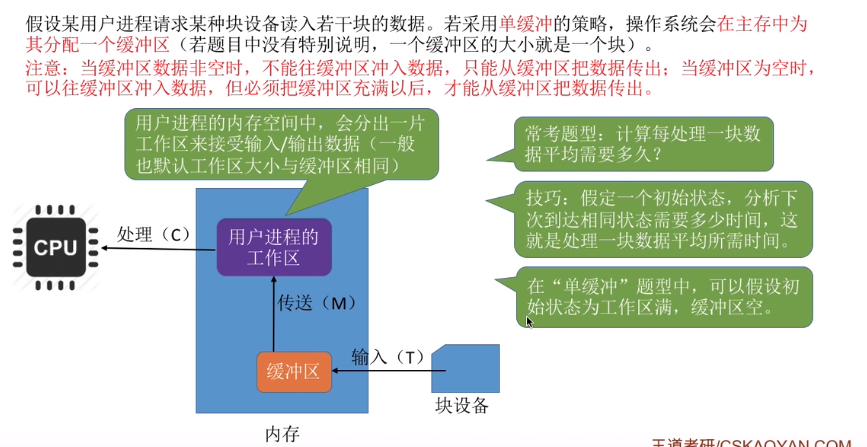 假设某用户进程请求某种块设备读入若干块的数据。若采用单缓冲的策略，操作系统会在主存中为
其分配一个缓冲区（若题目中没有特别说明，一个缓冲区的大小就是一个块）。
注意：当缓冲区数据非空时，不能往缓冲区冲入数据，只能从缓冲区把数据传出；当缓冲区为空时，
可以往缓冲区冲入数据，但必须把缓冲区充满以后，才能从缓冲区把数据传出。
用户进程的内存空间中，会分出一片
工作区来接受输入/输出数据（一般
也默认工作区大小与缓冲区相同）
常考题型：计算每处理一块数
据平均需要多久？
技巧：假定一个初始状态，分析下
次到达相同状态需要多少时间，这
就是处理一块数据平均所需时间。
在“单缓冲”题型中，可以假设初
始状态为工作区满，缓冲区空。
CPU
处理（C）
用户进程的
工作区
传送（M）
缓冲区
输入（T）
块设备
内存
王道考研/CSKAOYAN.COM